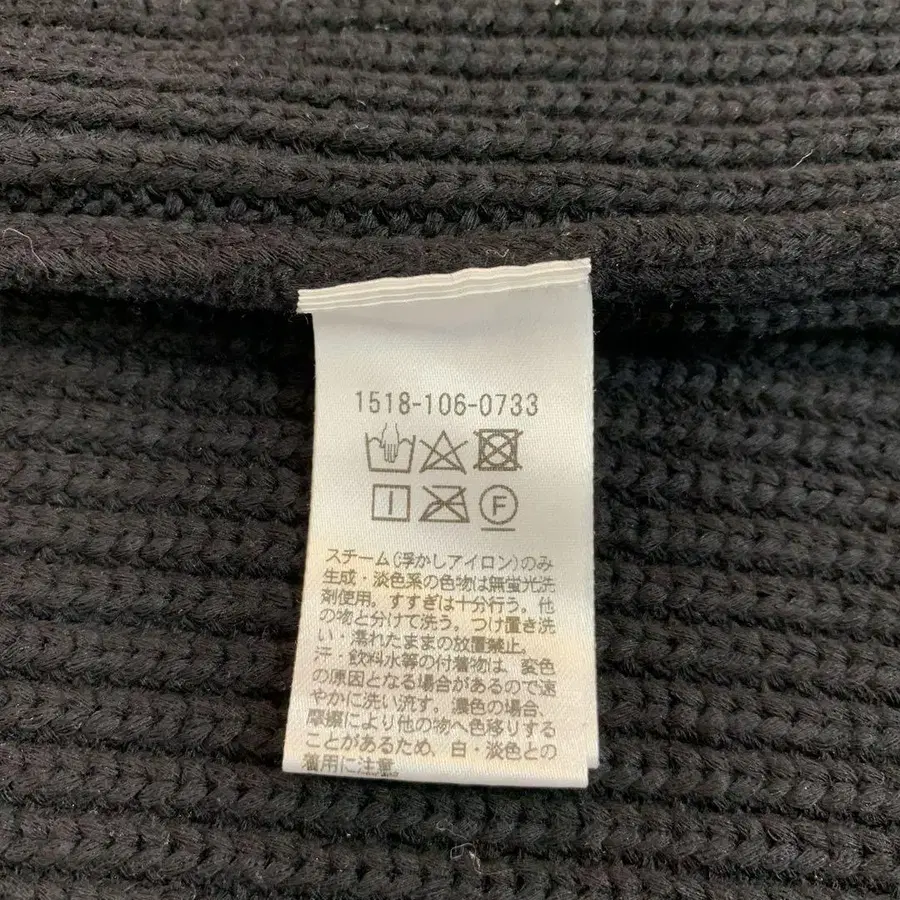 1518-106-0733
F
スチーム(浮かしアイロン)のみ
生成・淡色系の色物は無蛍光洗
剤使用。すすぎは十分行う。他
の物と分けて洗う。つけ置き洗
い・濡れたままの放置禁止。
汗・飲料水等の付着物は、変色
の原因となる場合があるので速
やかに洗い流す。濃色の場合、
摩擦により他の物へ色移りする
ことがあるため、白・淡色との
着用に注意。